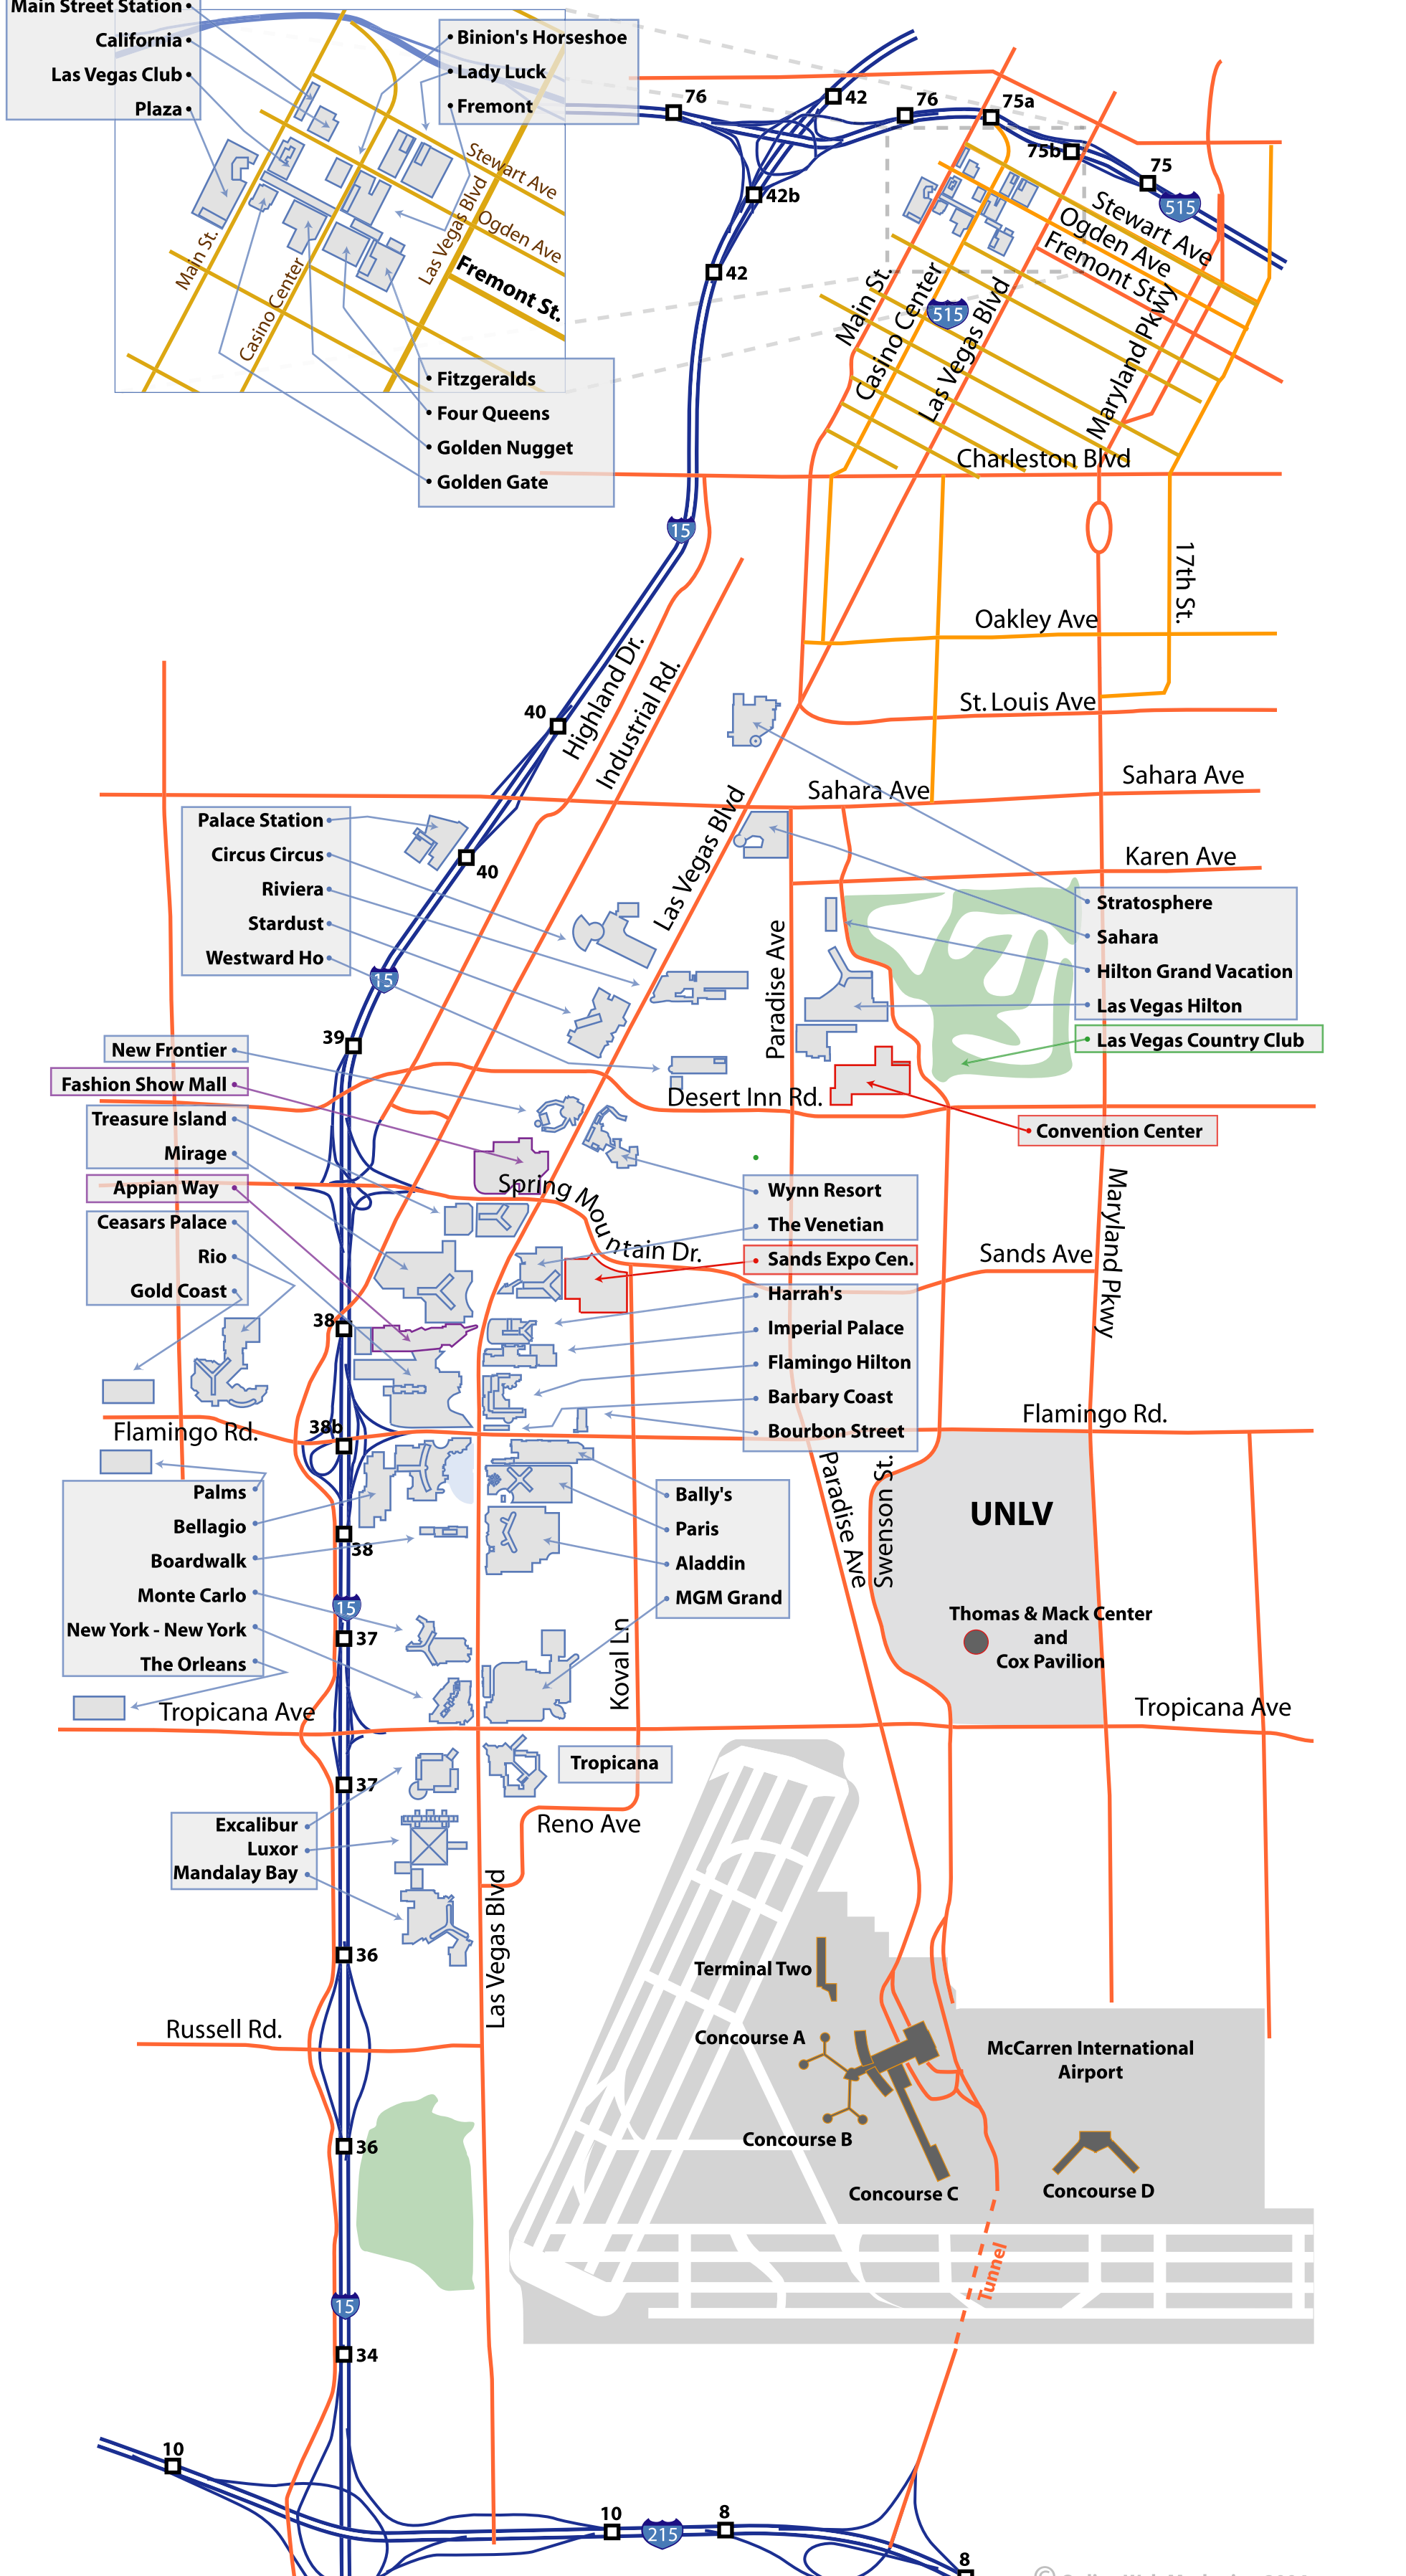 Main Street Station
California
Las Vegas Club
Plaza
Binion's Horseshoe
Lady Luck
Fremont
Stewart Ave
Ogden Ave
Las Vegas Blvd
Fremont St.
Main St.
Casino Center
Fitzgeralds
Four Queens
Golden Nugget
Golden Gate
76
42
76
75a
75b
75
515
42b
42
Stewart Ave
Ogden Ave
Fremont St.
Main St.
Casino Center
515
Las Vegas Blvd
Maryland Pkwy
Charleston Blvd
15
17th St.
Oakley Ave
St. Louis Ave
40
Highland Dr.
Industrial Rd.
Sahara Ave
Sahara Ave
Las Vegas Blvd
Palace Station
Circus Circus
Riviera
Stardust
Westward Ho
40
Karen Ave
Stratosphere
Sahara
Hilton Grand Vacation
Las Vegas Hilton
Las Vegas Country Club
Paradise Ave
15
39
New Frontier
Fashion Show Mall
Treasure Island
Mirage
Appian Way
Ceasars Palace
Rio
Gold Coast
Desert Inn Rd.
Convention Center
Spring Mountain Dr.
Wynn Resort
The Venetian
Sands Expo Cen.
Harrah's
Imperial Palace
Flamingo Hilton
Barbary Coast
Bourbon Street
Sands Ave
Maryland Pkwy
38
38b
Flamingo Rd.
Flamingo Rd.
Palms
Bellagio
Boardwalk
Monte Carlo
New York - New York
The Orleans
38
15
37
Bally's
Paris
Aladdin
MGM Grand
Paradise Ave
Swenson St.
UNLV
Thomas & Mack Center
and
Cox Pavilion
Koval Ln
Tropicana Ave
Tropicana Ave
Tropicana
37
Reno Ave
Excalibur
Luxor
Mandalay Bay
Las Vegas Blvd
36
Russell Rd.
Terminal Two
Concourse A
McCarren International
Airport
Concourse B
Concourse C
Concourse D
36
Tunnel
15
34
10
10
215
8
8